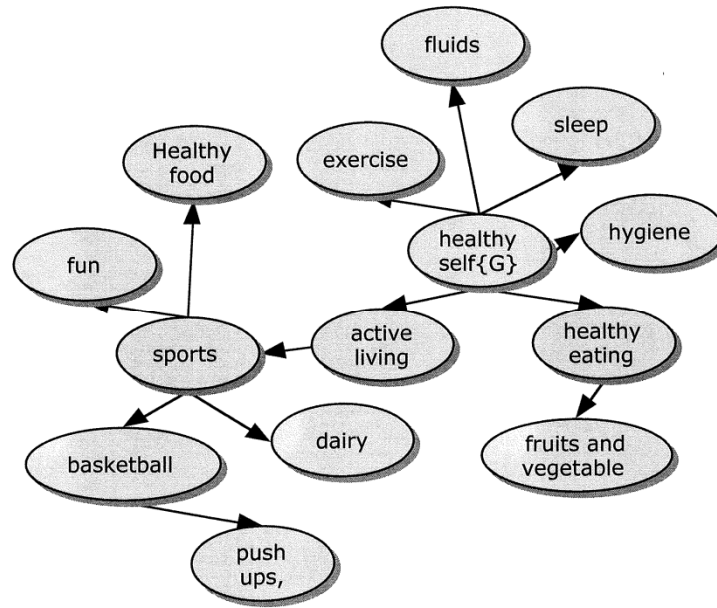 fluids
sleep
Healthy
food
exercise
healthy
self{G}
hygiene
fun
sports
active
living
healthy
eating
basketball
dairy
fruits and
vegetable
push
ups,